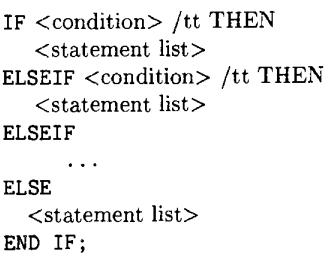 IF <condition> /tt THEN
<statement list>
ELSEIF <condition> /tt THEN
<statement list>
ELSEIF
...
ELSE
<statement list>
END IF;